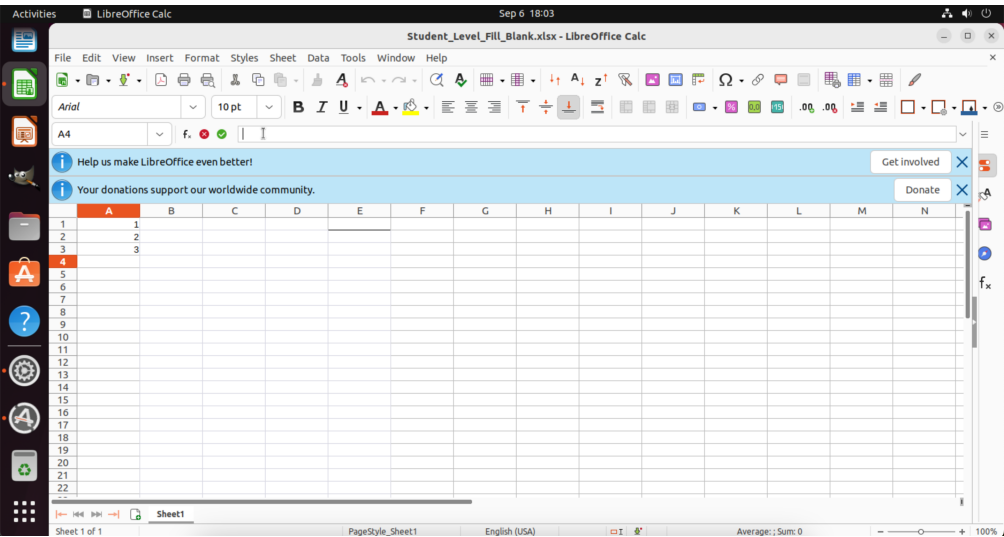 Activities LibreOffice Calc Sep 6 18:03
Student_Level_Fill_Blank.xlsx - LibreOffice Calc
File Edit View Insert Format Styles Sheet Data Tools Window Help
Arial 10 pt B I U A
A4
Help us make LibreOffice even better! Get involved
Your donations support our worldwide community. Donate
A B C D E F G H I J K L M N
1 1
2 2
3 3
4
5
6
7
8
9
10
11
12
13
14
15
16
17
18
19
20
21
22
Sheet1
Sheet 1 of 1 PageStyle_Sheet1 English (USA) Average: ; Sum: 0 100%